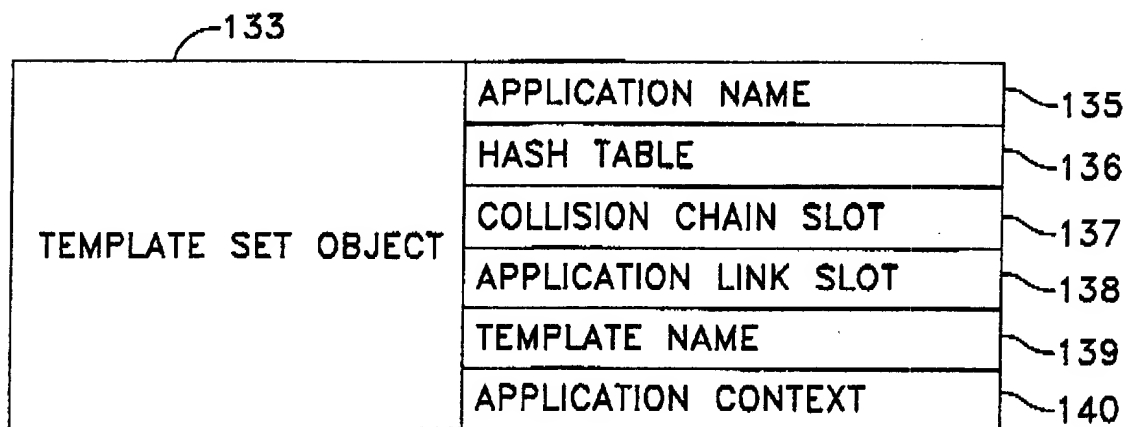 133
APPLICATION NAME 135
HASH TABLE 136
COLLISION CHAIN SLOT 137
TEMPLATE SET OBJECT
APPLICATION LINK SLOT 138
TEMPLATE NAME 139
APPLICATION CONTEXT 140